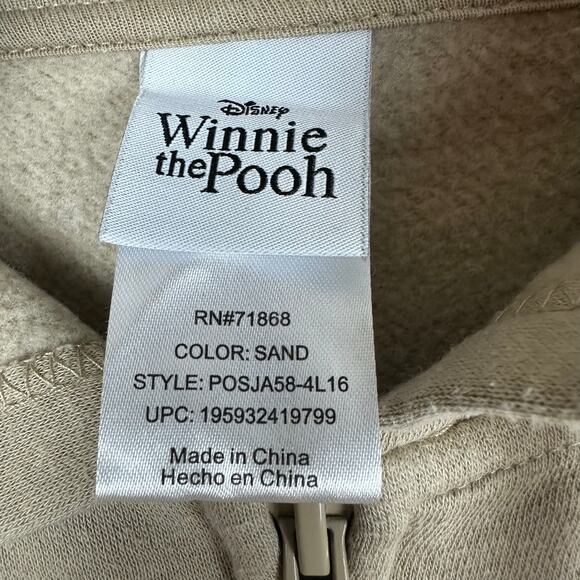 Disney
Winnie
the Pooh
RN#71868
COLOR: SAND
STYLE: POSJA58-4L16
UPC: 195932419799
Made in China
Hecho en China